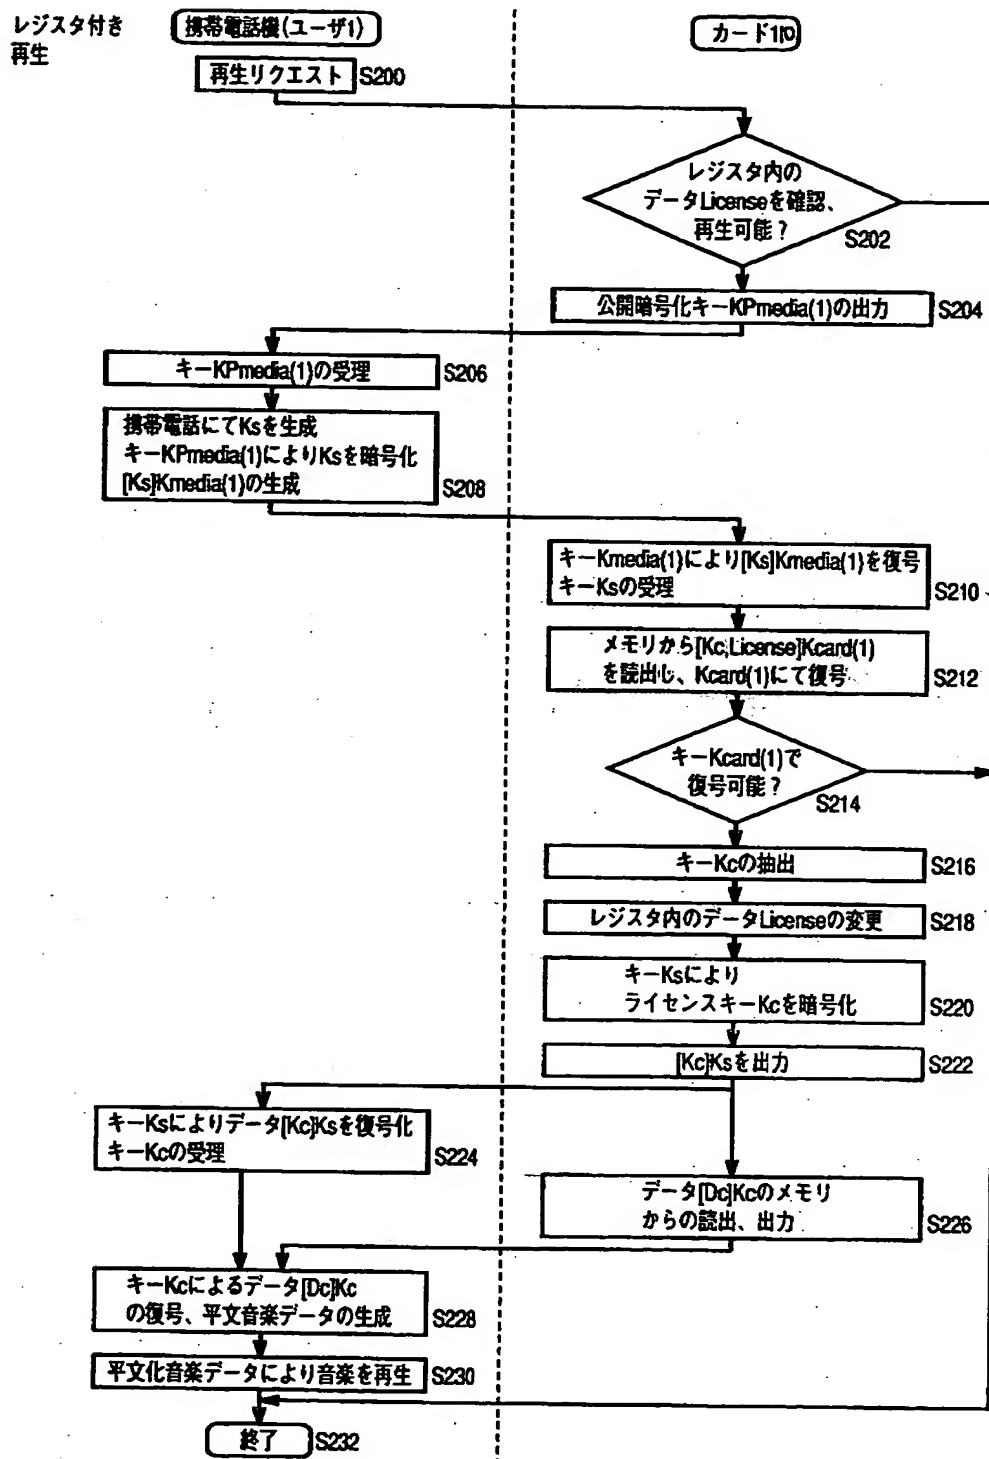 レジスタ付き
再生
携帯電話機(ユーザ1)
カード110
再生リクエスト
S200
レジスタ内の
データLicenseを確認、
再生可能？
S202
公開暗号化キーKPmedia(1)の出力
S204
キーKPmedia(1)の受理
S206
携帯電話にてKsを生成
キーKPmedia(1)によりKsを暗号化
[Ks]Kmedia(1)の生成
S208
キーKmedia(1)により[Ks]Kmedia(1)を復号
キーKsの受理
S210
メモリから[Kc,License]Kcard(1)
を読出し、Kcard(1)にて復号
S212
キーKcard(1)で
復号可能？
S214
キーKcの抽出
S216
レジスタ内のデータLicenseの変更
S218
キーKsにより
ライセンスキーKcを暗号化
S220
[Kc]Ksを出力
S222
キーKsによりデータ[Kc]Ksを復号化
キーKcの受理
S224
データ[Dc]Kcのメモリ
からの読出、出力
S226
キーKcによるデータ[Dc]Kc
の復号、平文音楽データの生成
S228
平文化音楽データにより音楽を再生
S230
終了
S232